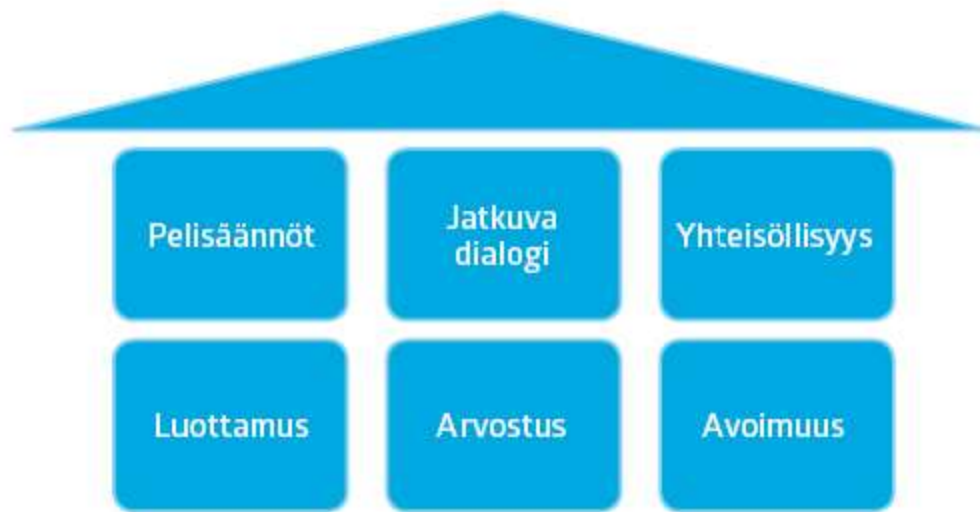 Pelisäännöt
Jatkuva
dialogi
Yhteisöllisyys
Luottamus
Arvostus
Avoimuus